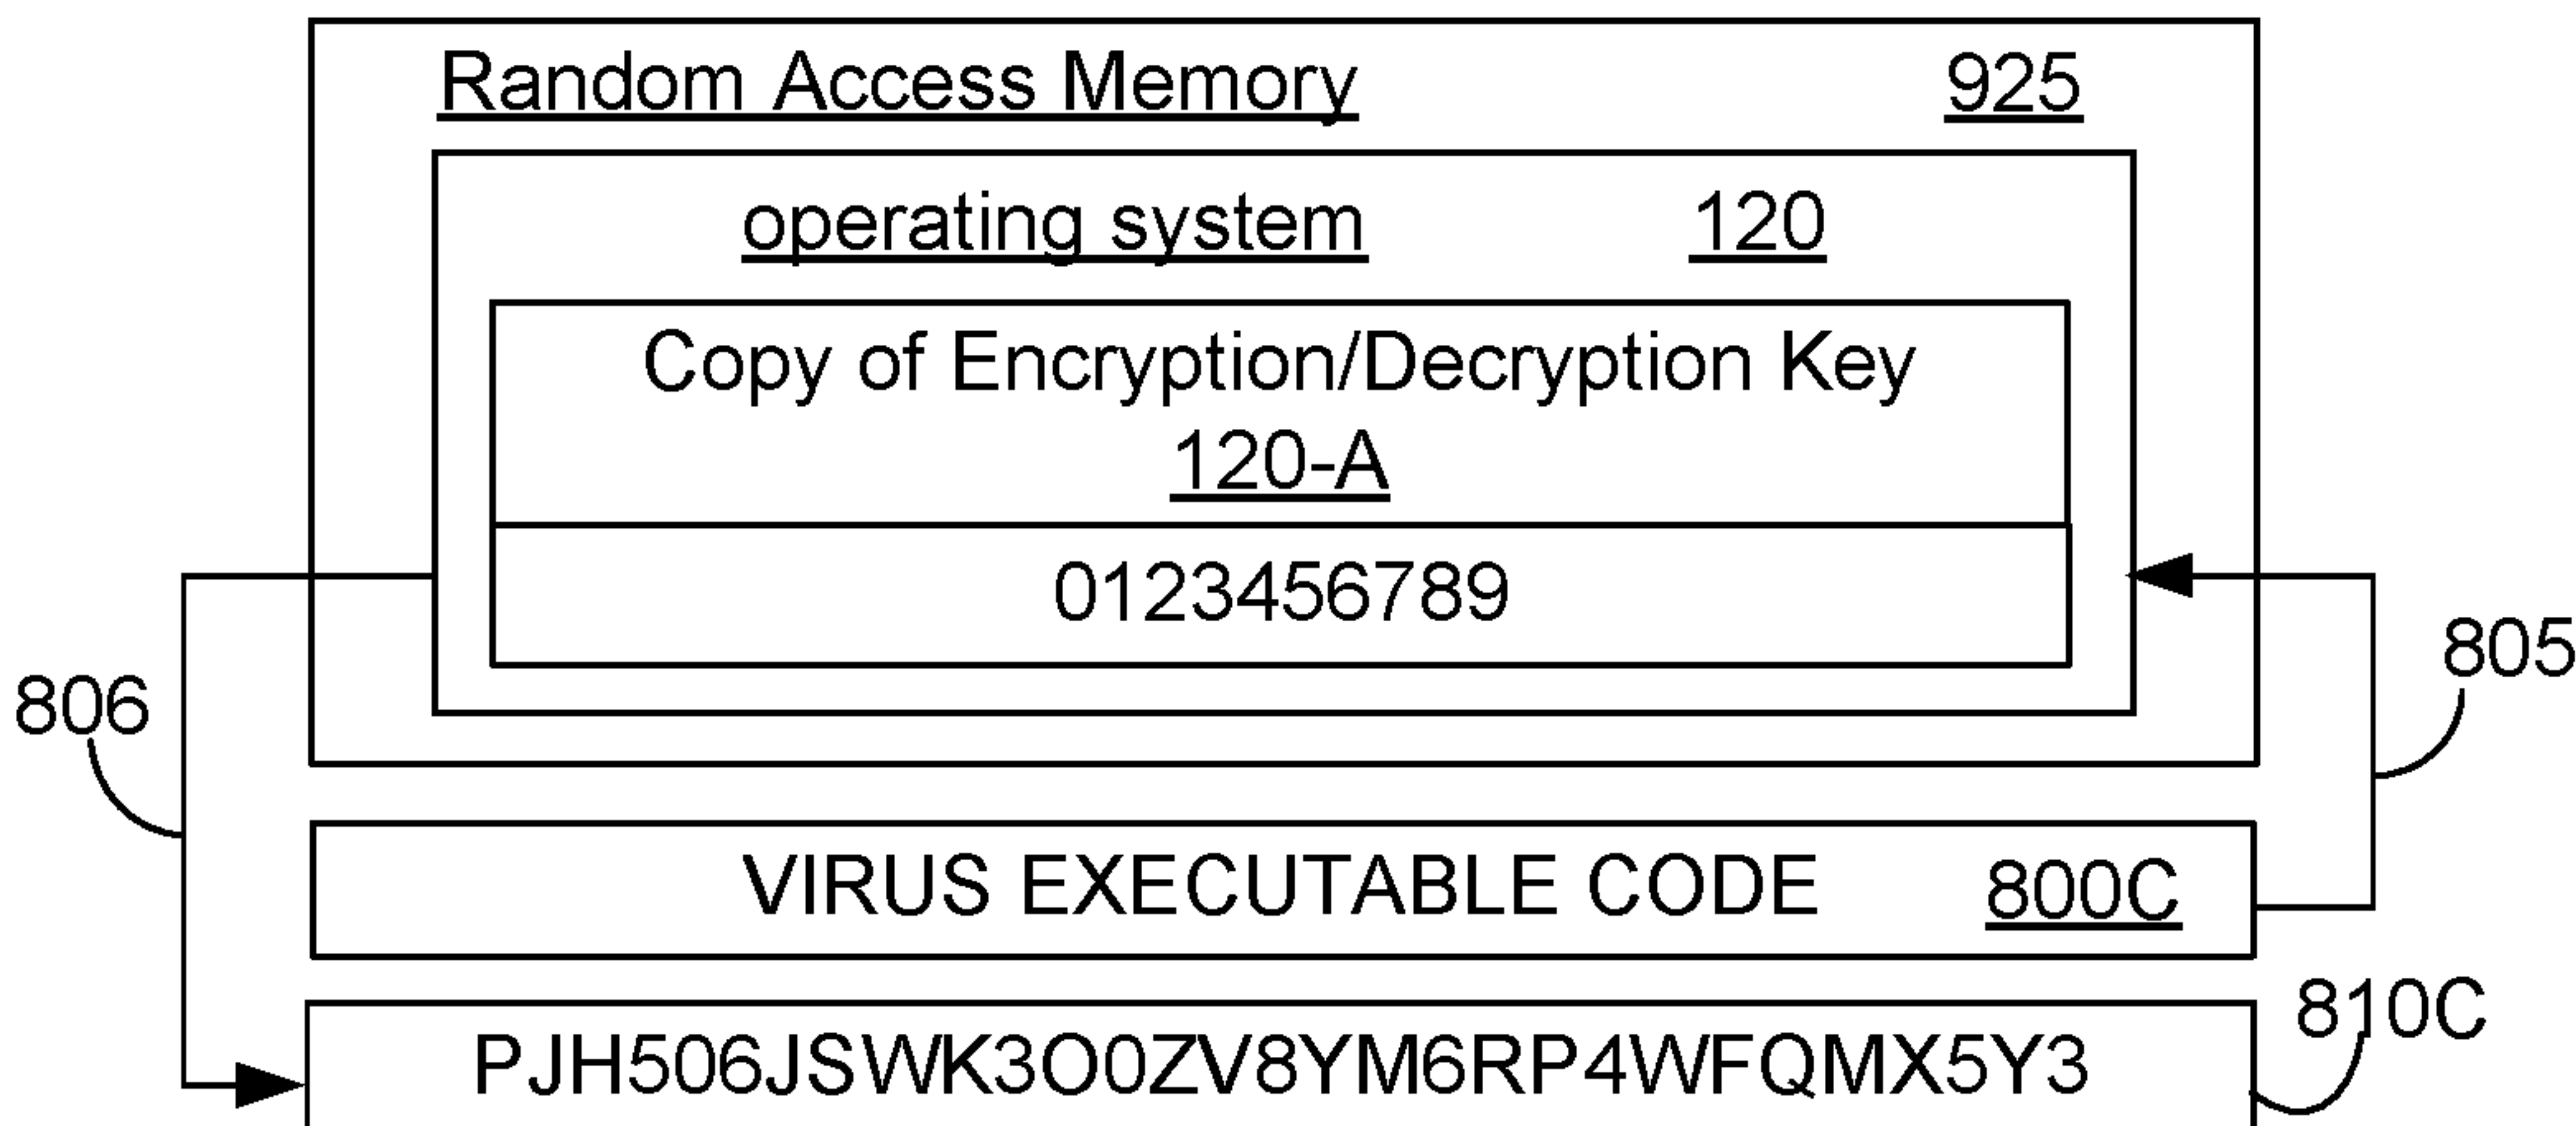 Random Access Memory 925
operating system 120
Copy of Encryption/Decryption Key
120-A
0123456789
805
806
VIRUS EXECUTABLE CODE 800C
810C
PJH506JSWK3O0ZV8YM6RP4WFQMX5Y3